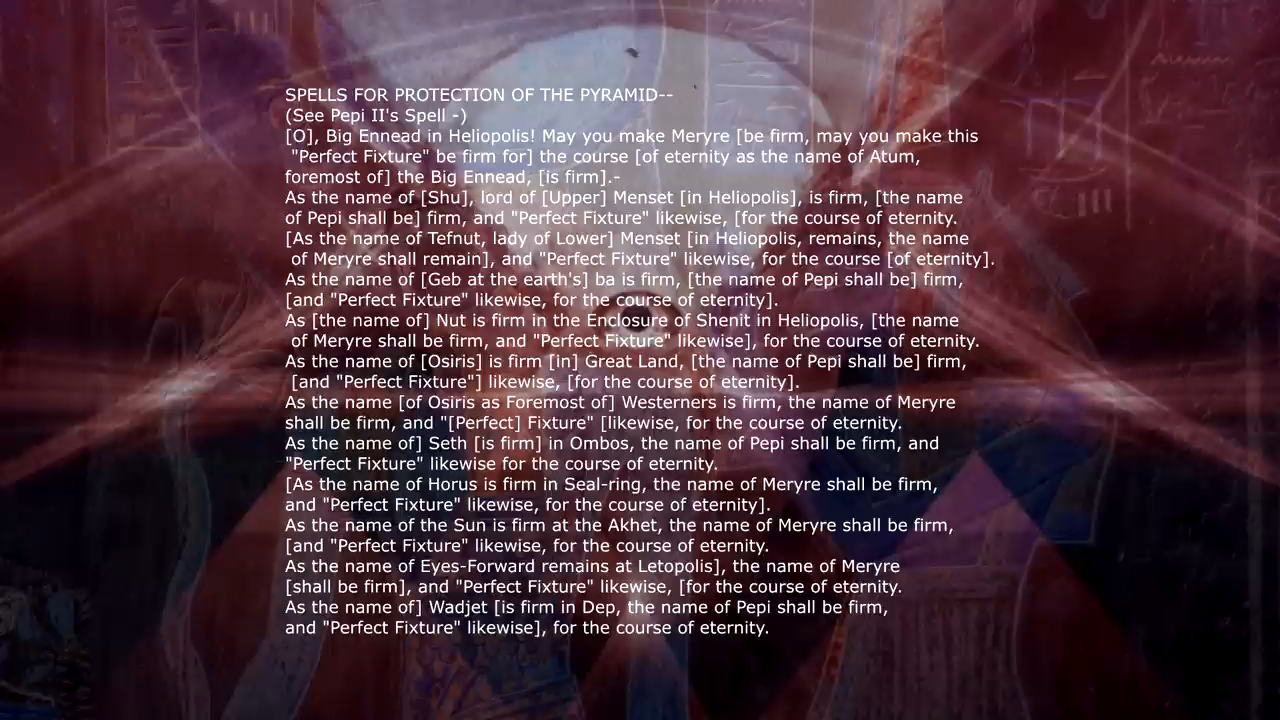 SPELLS FOR PROTECTION OF THE PYRAMID--
(See Pepi II's Spell -)
[O], Big Ennead in Heliopolis! May you make Meryre [be firm, may you make this
"Perfect Fixture" be firm for] the course [of eternity as the name of Atum,
foremost of] the Big Ennead, [is firm].-
As the name of [Shu], lord of [Upper] Menset [in Heliopolis], is firm, [the name
of Pepi shall be] firm, and "Perfect Fixture" likewise, [for the course of eternity.
[As the name of Tefnut, lady of Lower] Menset [in Heliopolis, remains, the name
of Meryre shall remain], and "Perfect Fixture" likewise, for the course [of eternity].
As the name of [Geb at the earth's] ba is firm, [the name of Pepi shall be] firm,
[and "Perfect Fixture" likewise, for the course of eternity].
As [the name of] Nut is firm in the Enclosure of Shenit in Heliopolis, [the name
of Meryre shall be firm, and "Perfect Fixture" likewise], for the course of eternity.
As the name of [Osiris] is firm [in] Great Land, [the name of Pepi shall be] firm,
[and "Perfect Fixture"] likewise, [for the course of eternity].
As the name [of Osiris as Foremost of] Westerners is firm, the name of Meryre
shall be firm, and "[Perfect] Fixture" [likewise, for the course of eternity.
As the name of] Seth [is firm] in Ombos, the name of Pepi shall be firm, and
"Perfect Fixture" likewise for the course of eternity.
[As the name of Horus is firm in Seal-ring, the name of Meryre shall be firm,
and "Perfect Fixture" likewise, for the course of eternity].
As the name of the Sun is firm at the Akhet, the name of Meryre shall be firm,
[and "Perfect Fixture" likewise, for the course of eternity.
As the name of Eyes-Forward remains at Letopolis], the name of Meryre
[shall be firm], and "Perfect Fixture" likewise, [for the course of eternity.
As the name of] Wadjet [is firm in Dep, the name of Pepi shall be firm,
and "Perfect Fixture" likewise], for the course of eternity.